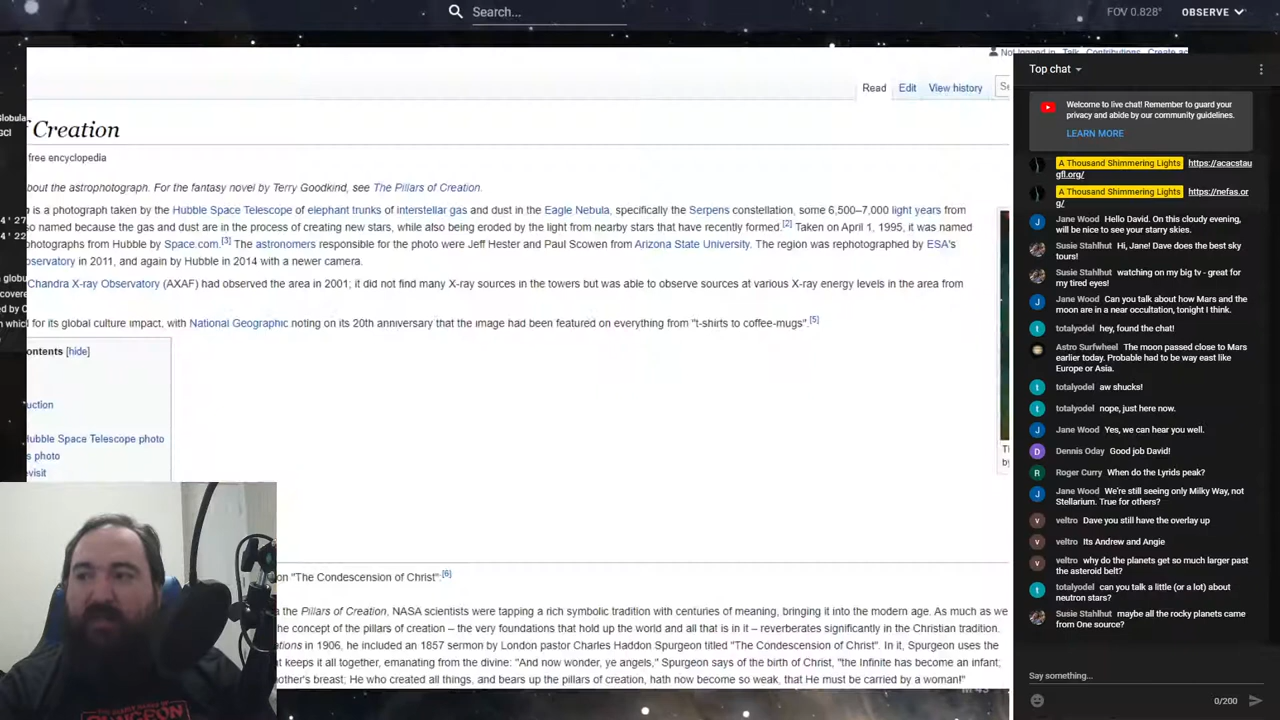 Search...
FOV 0.828°
OBSERVE
Not logged in Talk Contributions Create ac
Read Edit View history
Globula
GCI
f Creation
free encyclopedia
bout the astrophotograph. For the fantasy novel by Terry Goodkind, see The Pillars of Creation.
n is a photograph taken by the Hubble Space Telescope of elephant trunks of interstellar gas and dust in the Eagle Nebula, specifically the Serpens constellation, some 6,500–7,000 light years from
so named because the gas and dust are in the process of creating new stars, while also being eroded by the light from nearby stars that have recently formed.[2] Taken on April 1, 1995, it was named
hotographs from Hubble by Space.com.[3] The astronomers responsible for the photo were Jeff Hester and Paul Scowen from Arizona State University. The region was rephotographed by ESA's
bservatory in 2011, and again by Hubble in 2014 with a newer camera.
Chandra X-ray Observatory (AXAF) had observed the area in 2001; it did not find many X-ray sources in the towers but was able to observe sources at various X-ray energy levels in the area from
for its global culture impact, with National Geographic noting on its 20th anniversary that the image had been featured on everything from "t-shirts to coffee-mugs".[5]
ontents [hide]
uction
ubble Space Telescope photo
s photo
evisit
on "The Condescension of Christ":[6]
the Pillars of Creation, NASA scientists were tapping a rich symbolic tradition with centuries of meaning, bringing it into the modern age. As much as we
the concept of the pillars of creation – the very foundations that hold up the world and all that is in it – reverberates significantly in the Christian tradition.
ations in 1906, he included an 1857 sermon by London pastor Charles Haddon Spurgeon titled "The Condescension of Christ". In it, Spurgeon uses the
t keeps it all together, emanating from the divine: "And now wonder, ye angels," Spurgeon says of the birth of Christ, "the Infinite has become an infant;
other's breast; He who created all things, and bears up the pillars of creation, hath now become so weak, that He must be carried by a woman!"
M 43
Top chat
Welcome to live chat! Remember to guard your
privacy and abide by our community guidelines.
LEARN MORE
A Thousand Shimmering Lights https://acacstau
gfl.org/
A Thousand Shimmering Lights https://nefas.or
g/
Jane Wood Hello David. On this cloudy evening,
will be nice to see your starry skies.
Susie Stahlhut Hi, Jane! Dave does the best sky
tours!
Susie Stahlhut watching on my big tv - great for
my tired eyes!
Jane Wood Can you talk about how Mars and the
moon are in a near occultation, tonight I think.
totalyodel hey, found the chat!
Astro Surfwheel The moon passed close to Mars
earlier today. Probable had to be way east like
Europe or Asia.
totalyodel aw shucks!
totalyodel nope, just here now.
Jane Wood Yes, we can hear you well.
Dennis Oday Good job David!
Roger Curry When do the Lyrids peak?
Jane Wood We're still seeing only Milky Way, not
Stellarium. True for others?
veltro Dave you still have the overlay up
veltro Its Andrew and Angie
veltro why do the planets get so much larger past
the asteroid belt?
totalyodel can you talk a little (or a lot) about
neutron stars?
Susie Stahlhut maybe all the rocky planets came
from One source?
Say something...
0/200